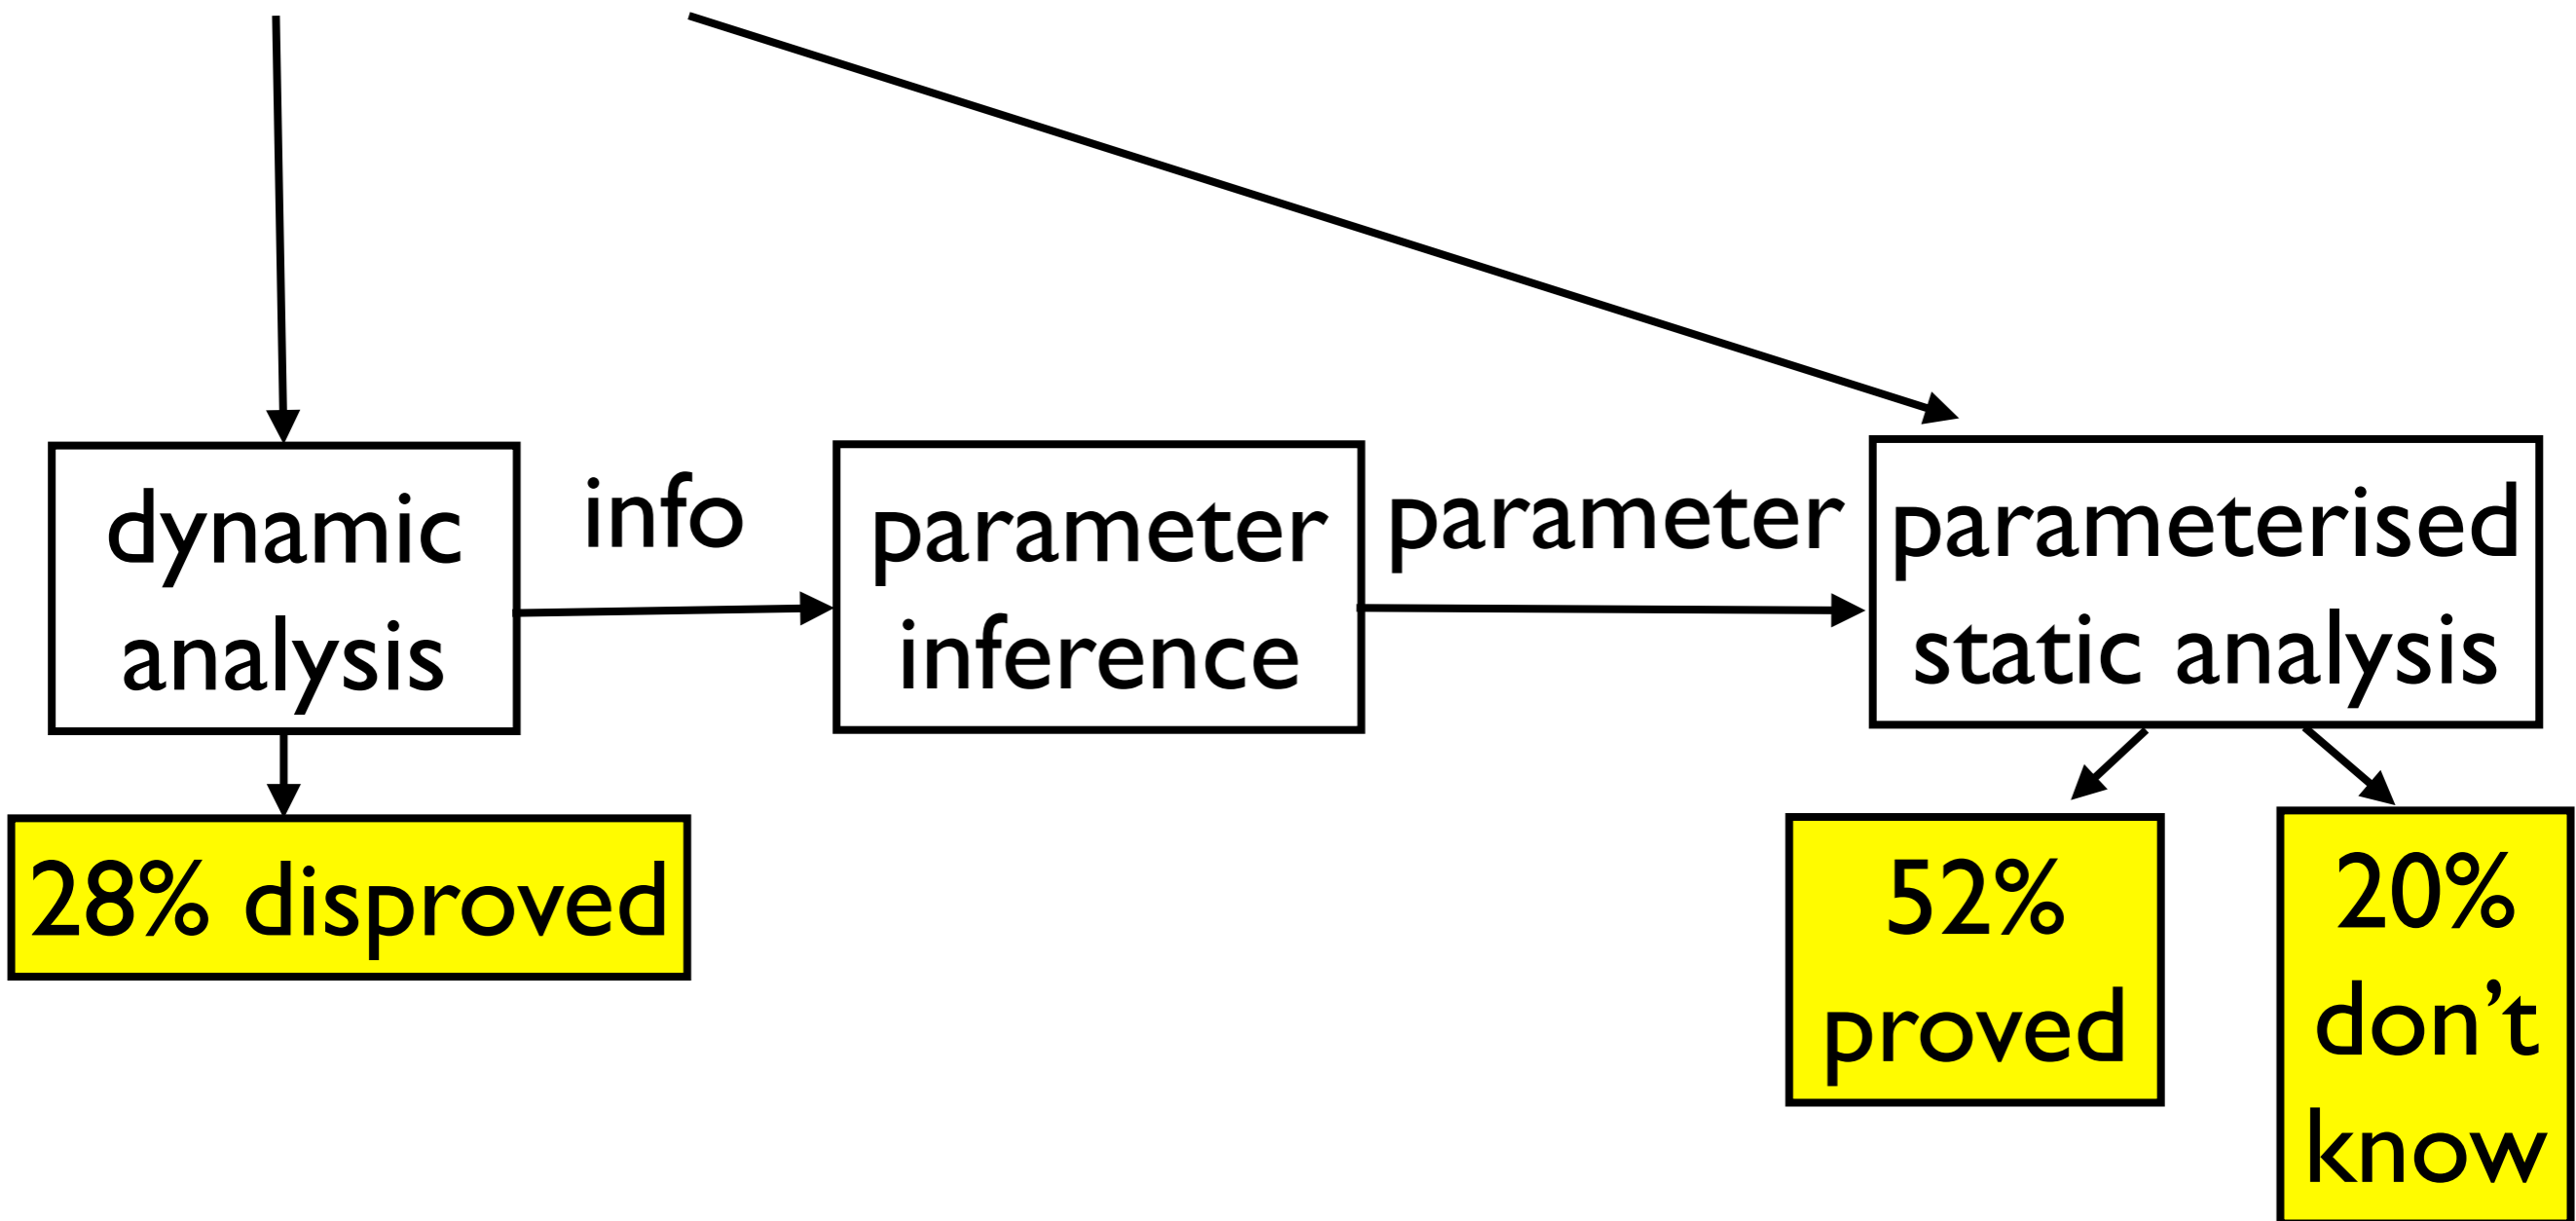 dynamic
analysis
info
parameter
inference
parameter
parameterised
static analysis
28% disproved
52%
proved
20%
don’t
know